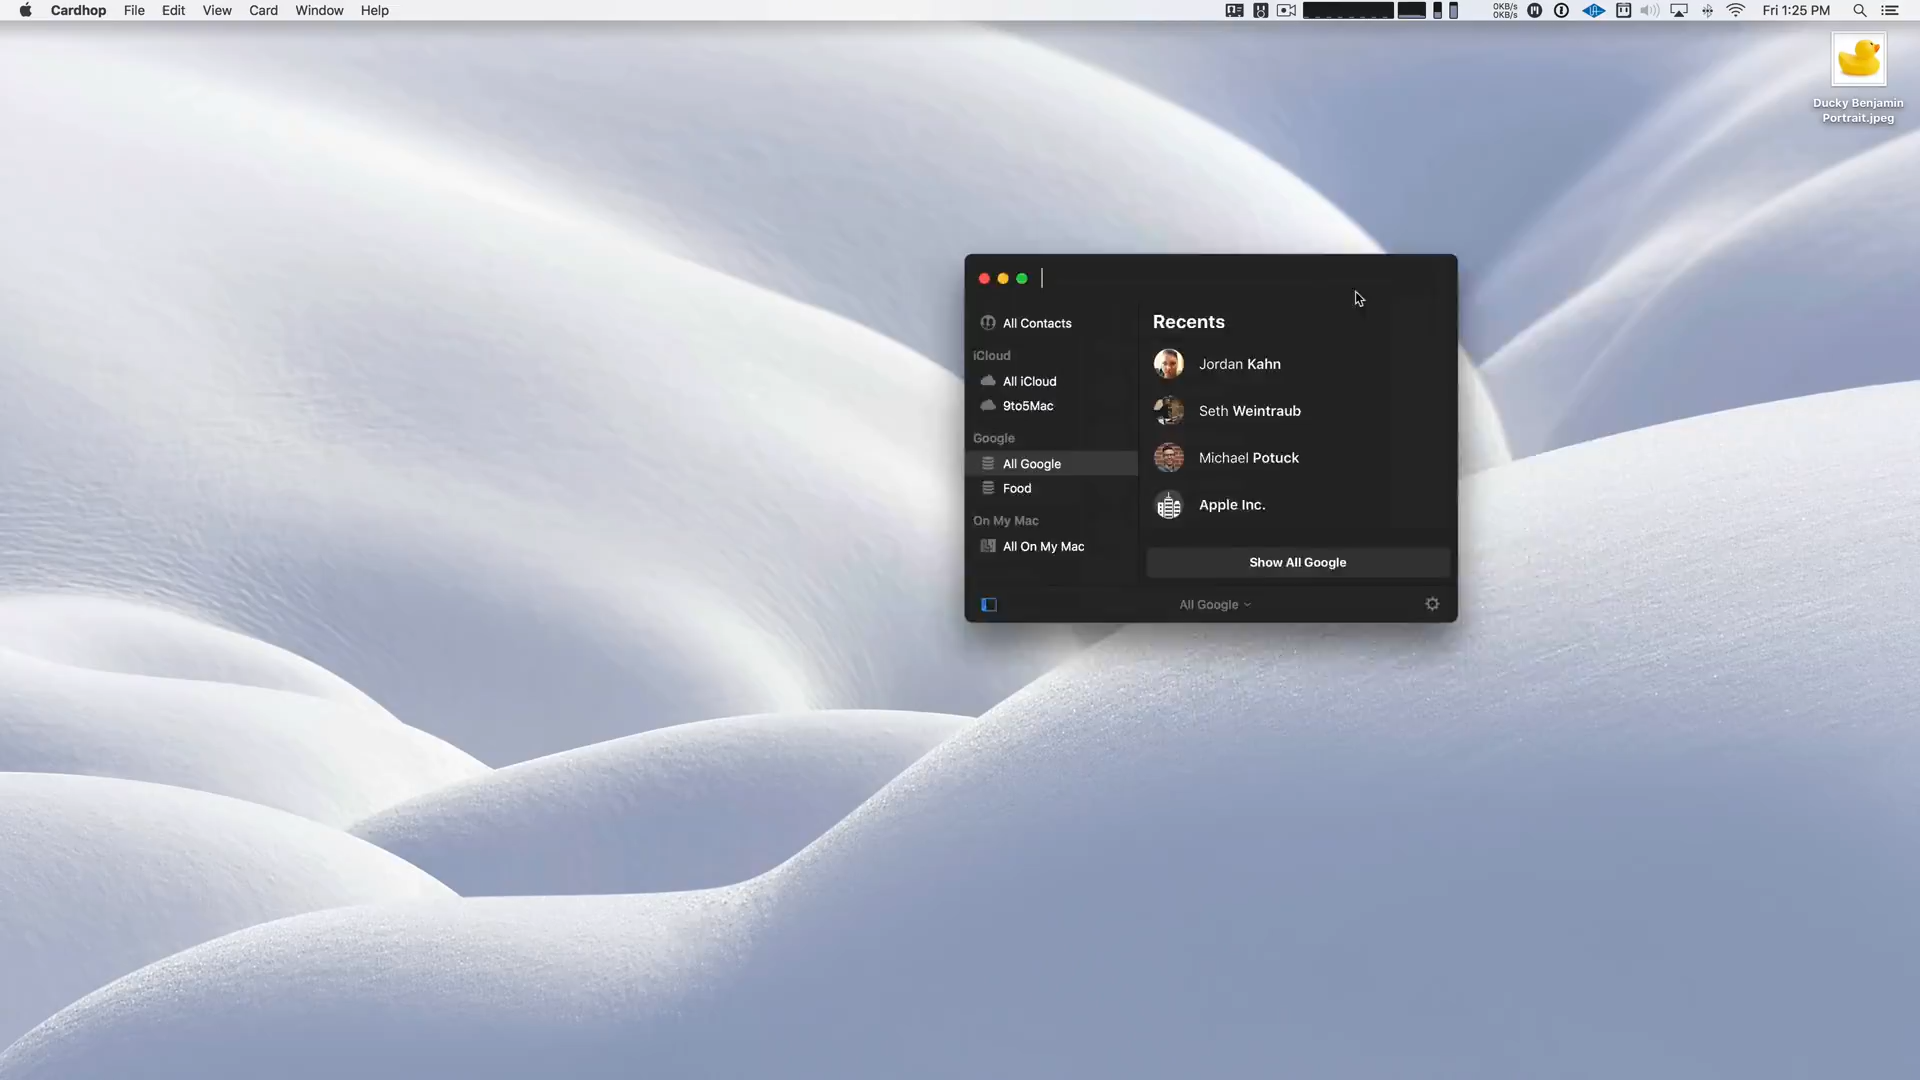 Cardhop File Edit View Card Window Help
0KB/s
0KB/s
Fri 1:25 PM
Ducky Benjamin
Portrait.jpeg
All Contacts
iCloud
All iCloud
9to5Mac
Google
All Google
Food
On My Mac
All On My Mac
Recents
Jordan Kahn
Seth Weintraub
Michael Potuck
Apple Inc.
Show All Google
All Google